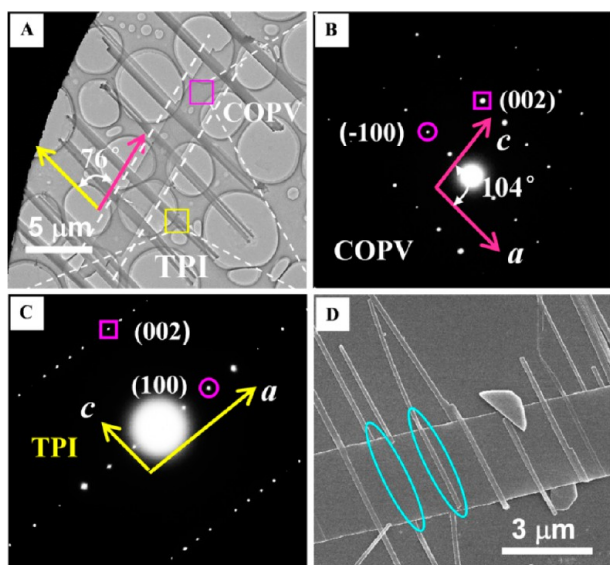 A
COPV
76°
5 μm
TPI
B
(002)
(-100)
c
104°
COPV
a
C
(002)
(100)
c
a
TPI
D
3 μm